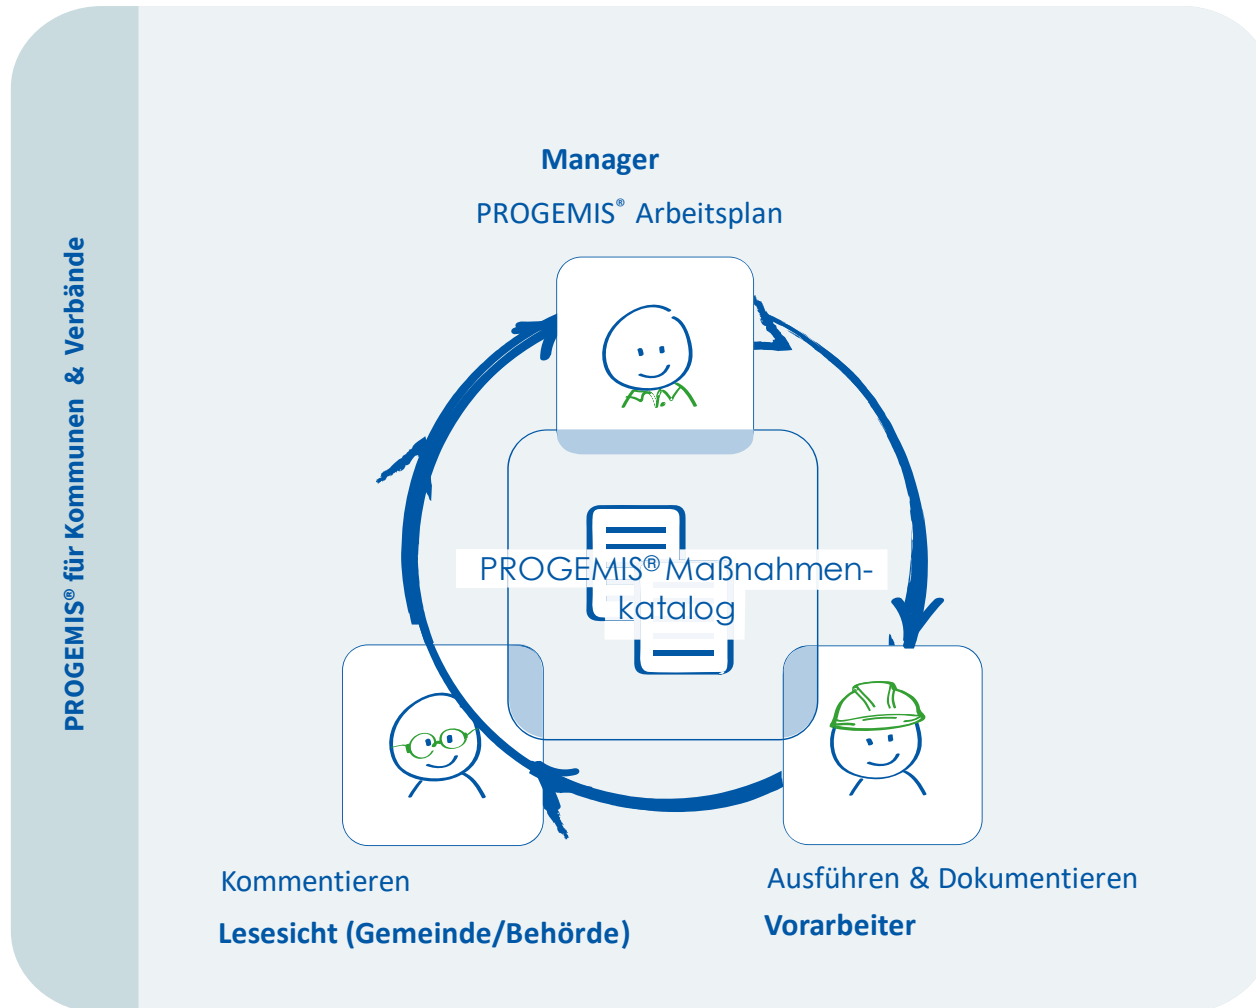 PROGEMIS® für Kommunen & Verbände
Manager
PROGEMIS® Arbeitsplan
PROGEMIS® Maßnahmen-
katalog
Kommentieren
Lesesicht (Gemeinde/Behörde)
Ausführen & Dokumentieren
Vorarbeiter